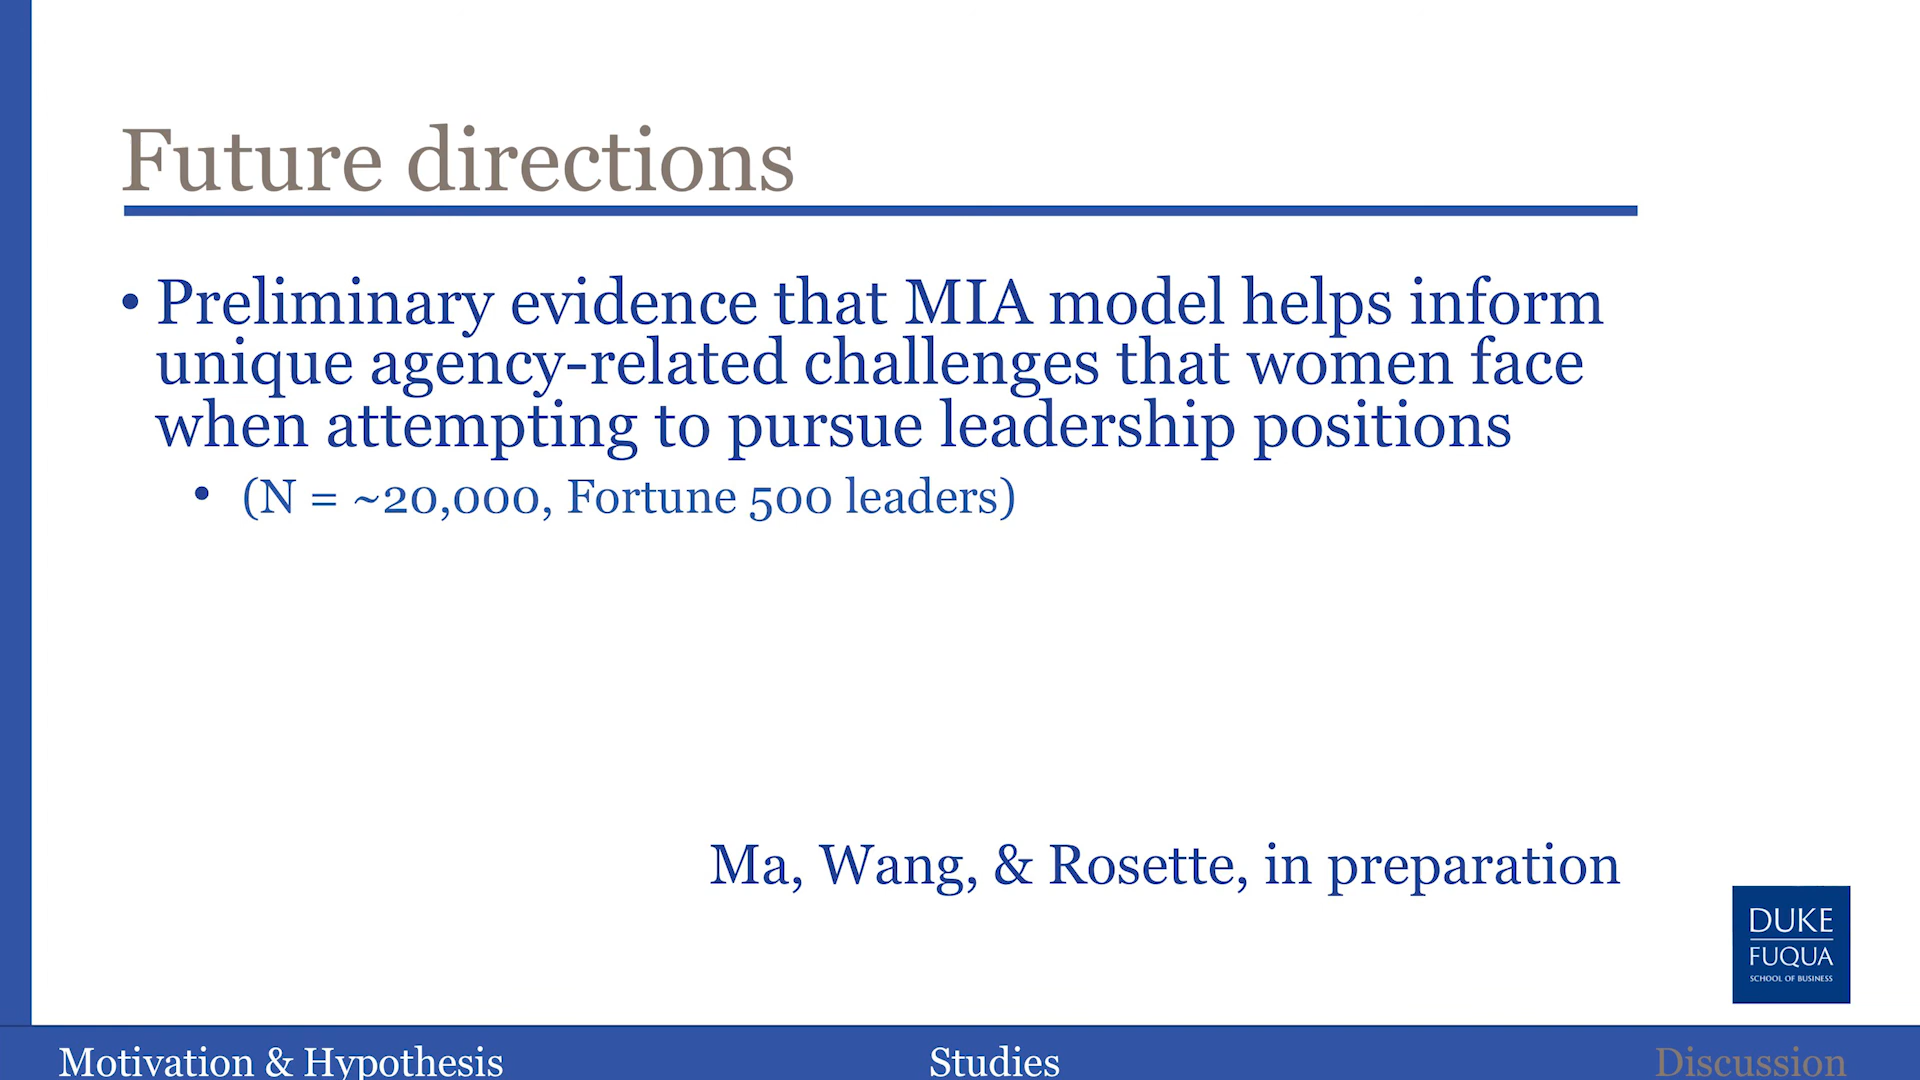 Future directions
• Preliminary evidence that MIA model helps inform
unique agency-related challenges that women face
when attempting to pursue leadership positions
• (N = ~20,000, Fortune 500 leaders)
Ma, Wang, & Rosette, in preparation
DUKE
FUQUA
SCHOOL OF BUSINESS
Motivation & Hypothesis
Studies
Discussion